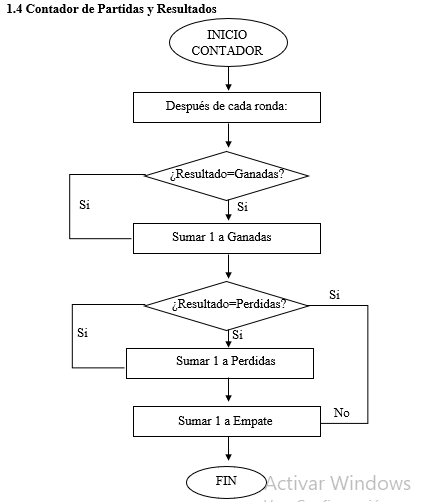 1.4 Contador de Partidas y Resultados
INICIO
CONTADOR
Después de cada ronda:
¿Resultado=Ganadas?
Si
Si
Sumar 1 a Ganadas
¿Resultado=Perdidas?
Si
Si
Si
Sumar 1 a Perdidas
Sumar 1 a Empate
No
FIN
Activar Windows